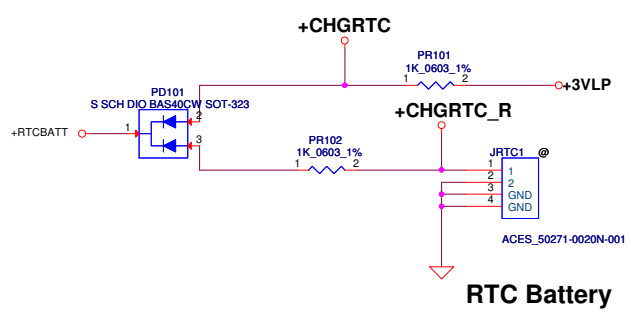 +CHGRTC
PR101
1K_0603_1%
1
2
+3VLP
PD101
S SCH DIO BAS40CW SOT-323
2
+CHGRTC_R
+RTCBATT
1
3
PR102
1K_0603_1%
1
2
JRTC1
@
1
1
2
2
3
GND
4
GND
ACES_50271-0020N-001
RTC Battery